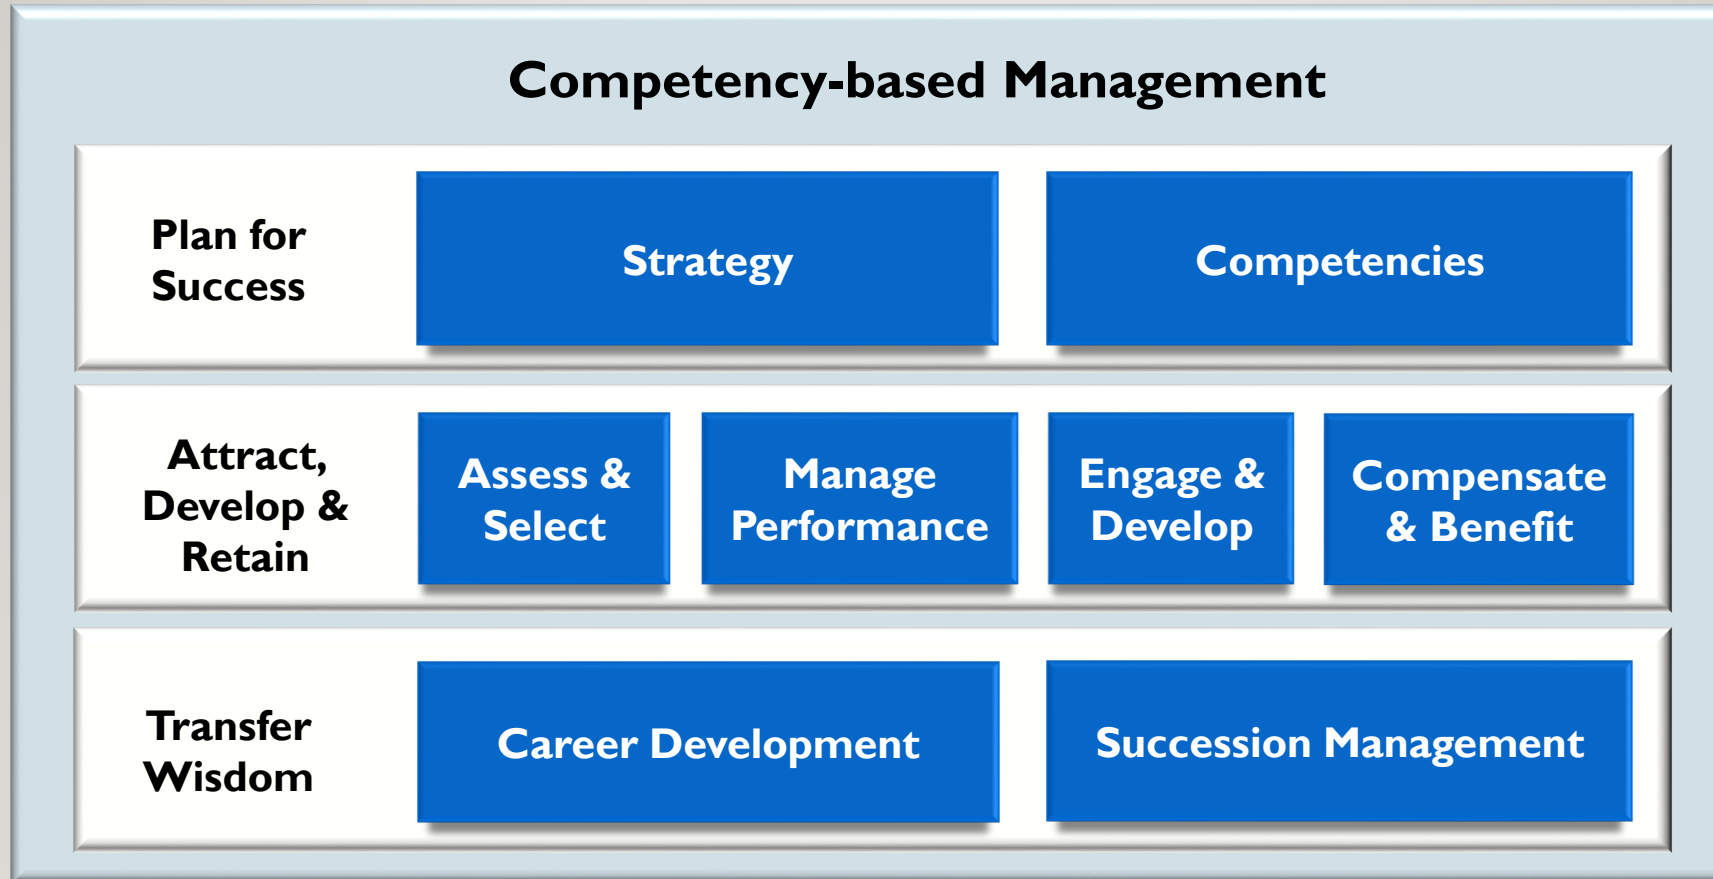 Competency-based Management
Plan for
Success
Strategy
Competencies
Attract,
Develop &
Retain
Assess &
Select
Manage
Performance
Engage &
Develop
Compensate
& Benefit
Transfer
Wisdom
Career Development
Succession Management